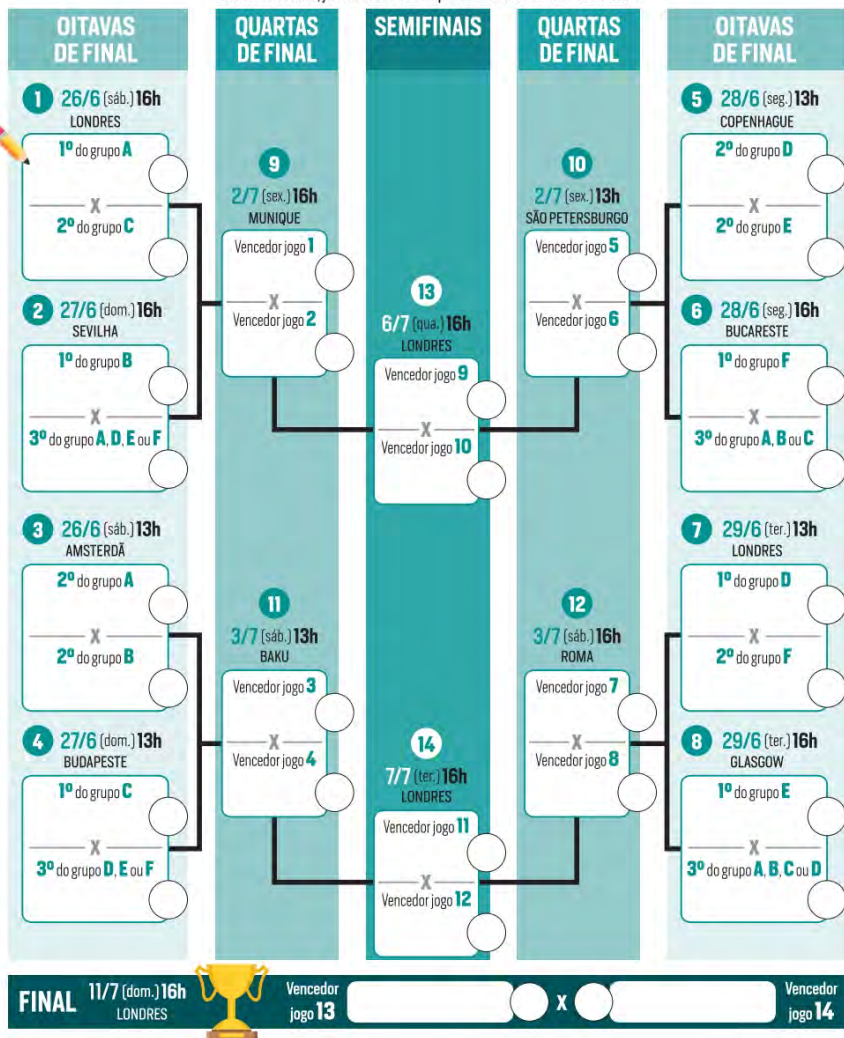 OITAVAS
DE FINAL
QUARTAS
DE FINAL
SEMIFINAIS
QUARTAS
DE FINAL
OITAVAS
DE FINAL
1 26/6 (sáb.) 16h
LONDRES
1º do grupo A
X
2º do grupo C
2 27/6 (dom.) 16h
SEVILHA
1º do grupo B
X
3º do grupo A, D, E ou F
3 26/6 (sáb.) 13h
AMSTERDÃ
2º do grupo A
X
2º do grupo B
4 27/6 (dom.) 13h
BUDAPESTE
1º do grupo C
X
3º do grupo D, E ou F
9
2/7 (sex.) 16h
MUNIQUE
Vencedor jogo 1
X
Vencedor jogo 2
11
3/7 (sáb.) 13h
BAKU
Vencedor jogo 3
X
Vencedor jogo 4
13
6/7 (qua.) 16h
LONDRES
Vencedor jogo 9
X
Vencedor jogo 10
14
7/7 (ter.) 16h
LONDRES
Vencedor jogo 11
X
Vencedor jogo 12
10
2/7 (sex.) 13h
SÃO PETERSBURGO
Vencedor jogo 5
X
Vencedor jogo 6
12
3/7 (sáb.) 16h
ROMA
Vencedor jogo 7
X
Vencedor jogo 8
5 28/6 (seg.) 13h
COPENHAGUE
2º do grupo D
X
2º do grupo E
6 28/6 (seg.) 16h
BUCARESTE
1º do grupo F
X
3º do grupo A, B ou C
7 29/6 (ter.) 13h
LONDRES
1º do grupo D
X
2º do grupo F
8 29/6 (ter.) 16h
GLASGOW
1º do grupo E
X
3º do grupo A, B, C ou D
FINAL 11/7 (dom.) 16h
LONDRES
Vencedor
jogo 13
X
Vencedor
jogo 14